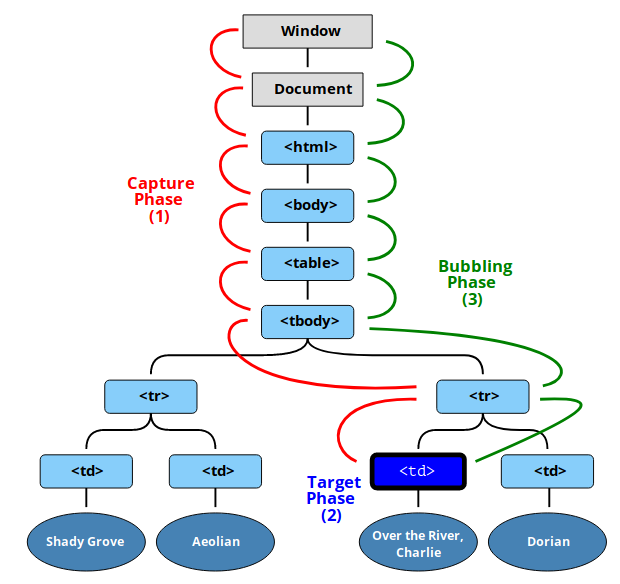 Window
Document
<html>
Capture
Phase
(1)
<body>
<table>
Bubbling
Phase
(3)
<tbody>
<tr>
<tr>
<td>
<td>
<td>
<td>
Target
Phase
(2)
Shady Grove
Aeolian
Over the River,
Charlie
Dorian